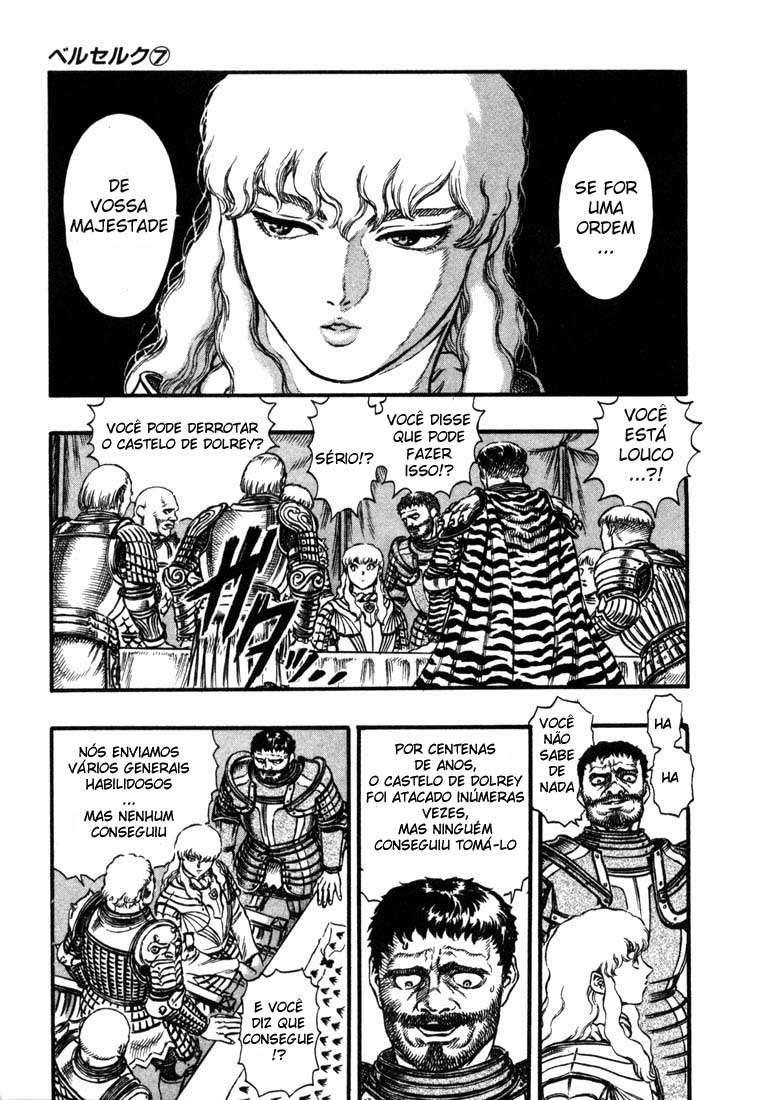 ベルセルク⑦
SE FOR
UMA
ORDEM
...
DE
VOSSA
MAJESTADE
VOCÊ
ESTÁ
LOUCO
...?!
VOCÊ DISSE
QUE PODE
FAZER
ISSO!?
SÉRIO!?
VOCÊ PODE DERROTAR
O CASTELO DE DOLREY?
ガタッ
HA
HA
VOCÊ
NÃO
SABE
DE
NADA
POR CENTENAS
DE ANOS,
O CASTELO DE DOLREY
FOI ATACADO INÚMERAS
VEZES,
MAS NINGUÉM
CONSEGUIU TOMÁ-LO
NÓS ENVIAMOS
VÁRIOS GENERAIS
HABILIDOSOS
...
MAS NENHUM
CONSEGUIU
E VOCÊ
DIZ QUE
CONSEGUE!
!?